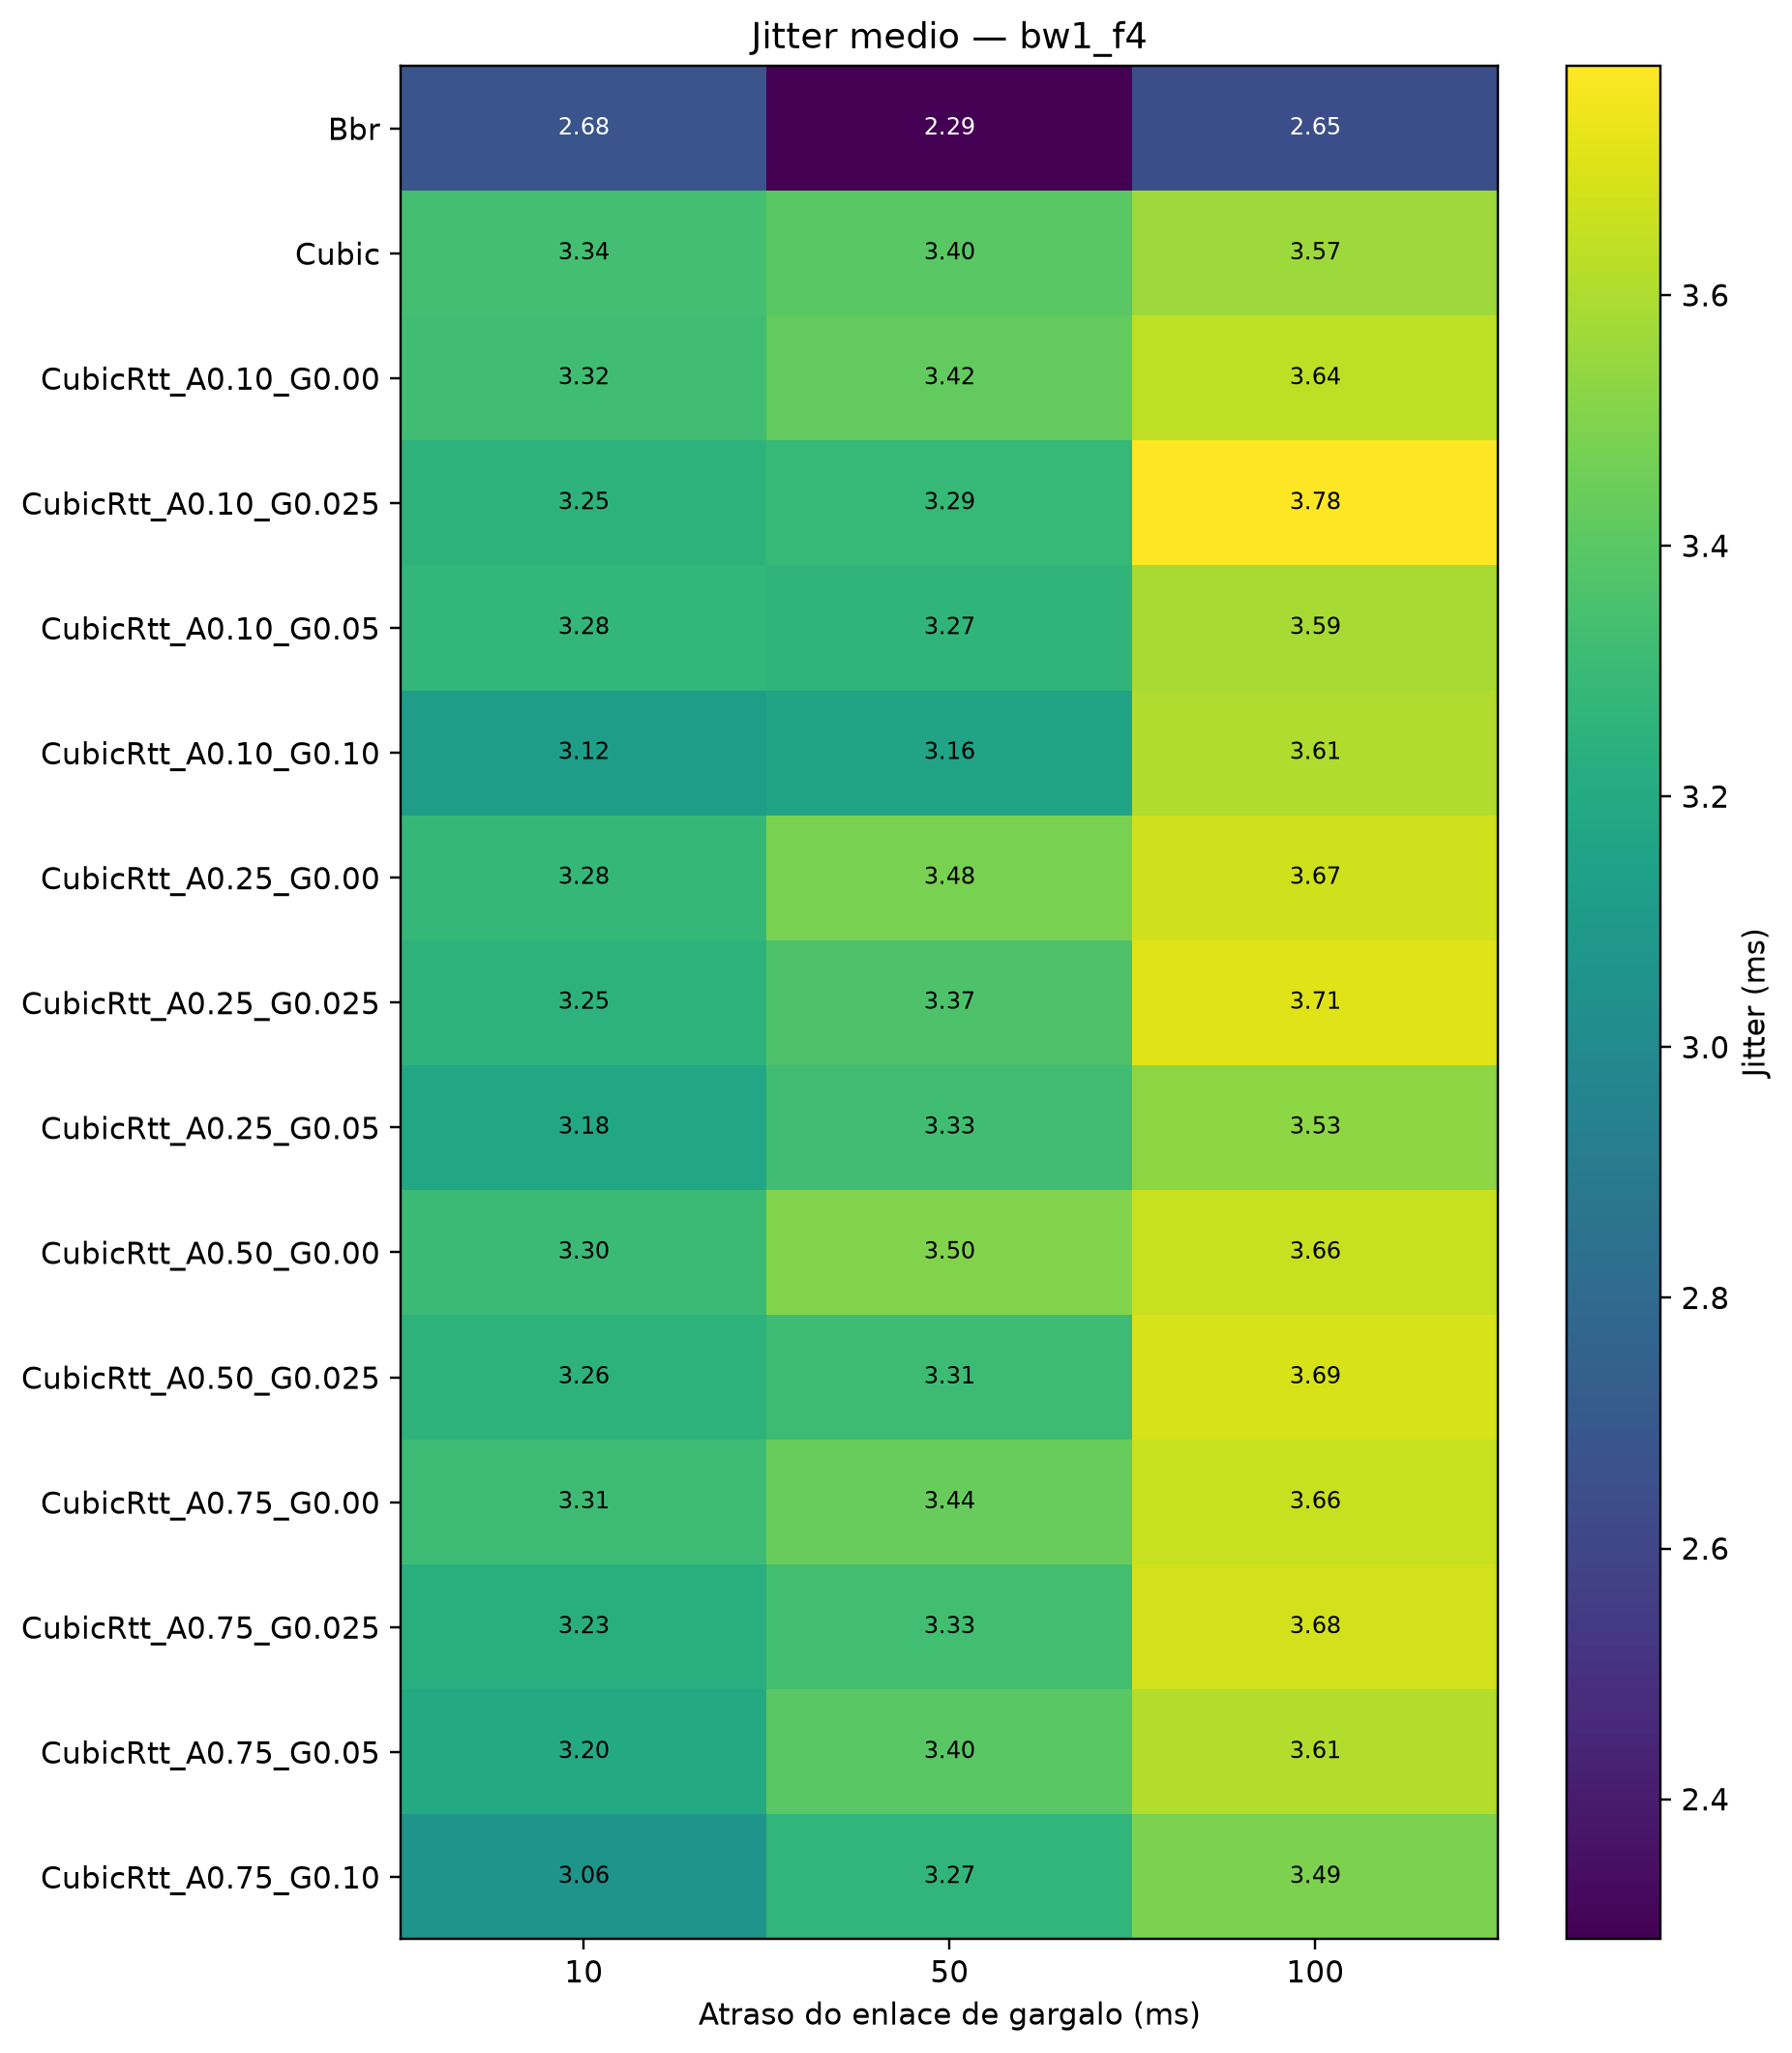 Jitter medio — bw1_f4
Bbr 2.68 2.29 2.65
Cubic 3.34 3.40 3.57
CubicRtt_A0.10_G0.00 3.32 3.42 3.64
CubicRtt_A0.10_G0.025 3.25 3.29 3.78
CubicRtt_A0.10_G0.05 3.28 3.27 3.59
CubicRtt_A0.10_G0.10 3.12 3.16 3.61
CubicRtt_A0.25_G0.00 3.28 3.48 3.67
CubicRtt_A0.25_G0.025 3.25 3.37 3.71
CubicRtt_A0.25_G0.05 3.18 3.33 3.53
CubicRtt_A0.50_G0.00 3.30 3.50 3.66
CubicRtt_A0.50_G0.025 3.26 3.31 3.69
CubicRtt_A0.75_G0.00 3.31 3.44 3.66
CubicRtt_A0.75_G0.025 3.23 3.33 3.68
CubicRtt_A0.75_G0.05 3.20 3.40 3.61
CubicRtt_A0.75_G0.10 3.06 3.27 3.49
10 50 100
Atraso do enlace de gargalo (ms)
3.6
3.4
3.2
3.0
2.8
2.6
2.4
Jitter (ms)